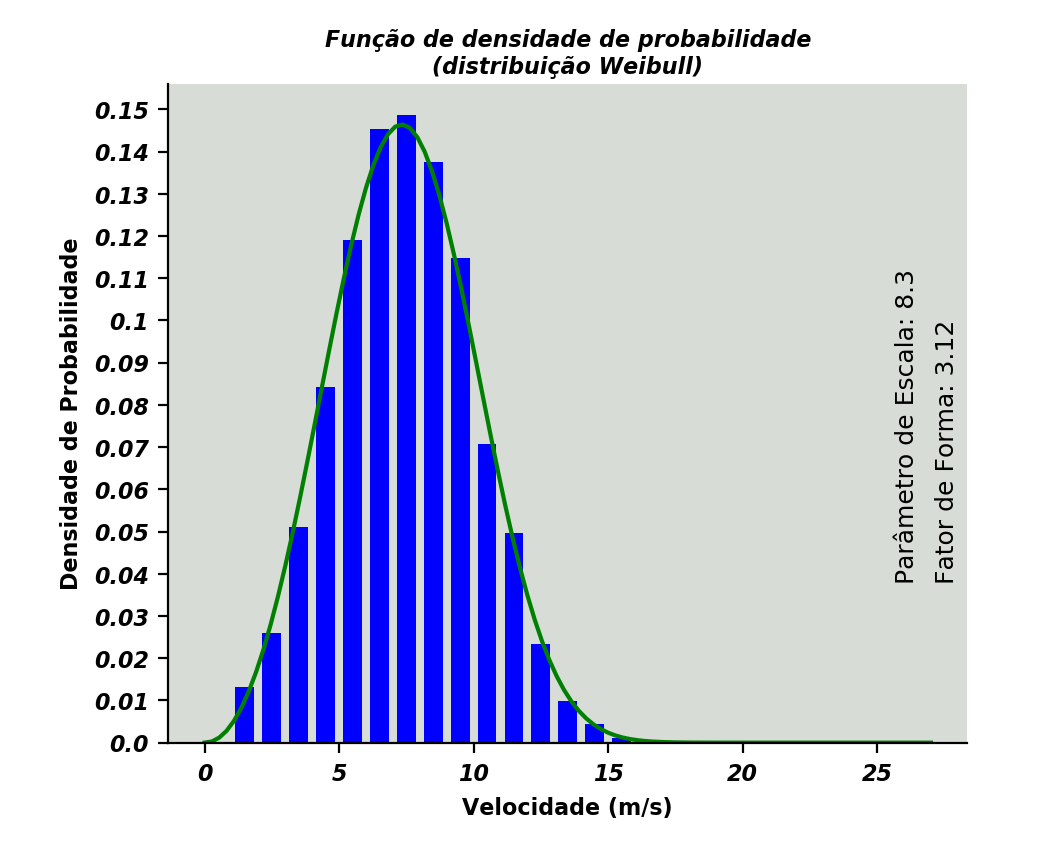 Função de densidade de probabilidade
(distribuição Weibull)
Densidade de Probabilidade
0.15
0.14
0.13
0.12
0.11
0.1
0.09
0.08
0.07
0.06
0.05
0.04
0.03
0.02
0.01
0.0
Parâmetro de Escala: 8.3
Fator de Forma: 3.12
0 5 10 15 20 25
Velocidade (m/s)